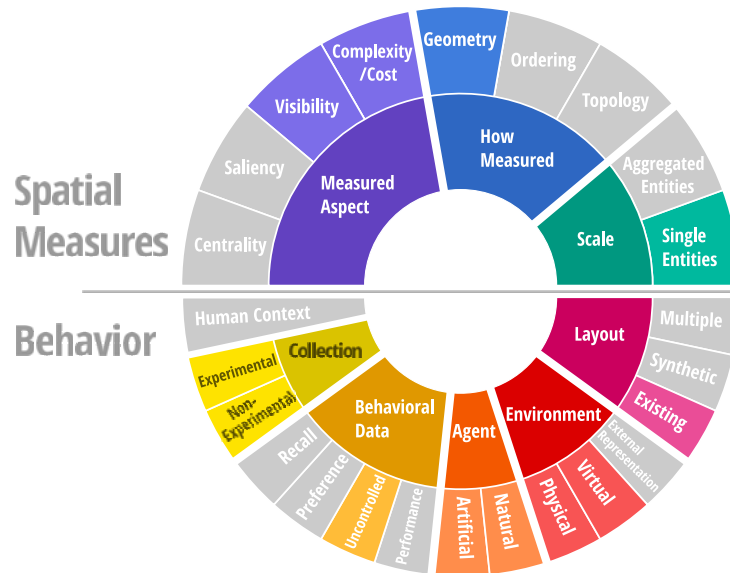 Spatial
Measures
Behavior
Centrality
Saliency
Visibility
Complexity
/Cost
Measured
Aspect
Geometry
Ordering
Topology
How
Measured
Aggregated
Entities
Single
Entities
Scale
Human Context
Collection
Experimental
Non-
Experimental
Behavioral
Data
Recall
Preference
Uncontrolled
Performance
Agent
Artificial
Natural
Environment
Physical
Virtual
External
Representation
Layout
Multiple
Synthetic
Existing